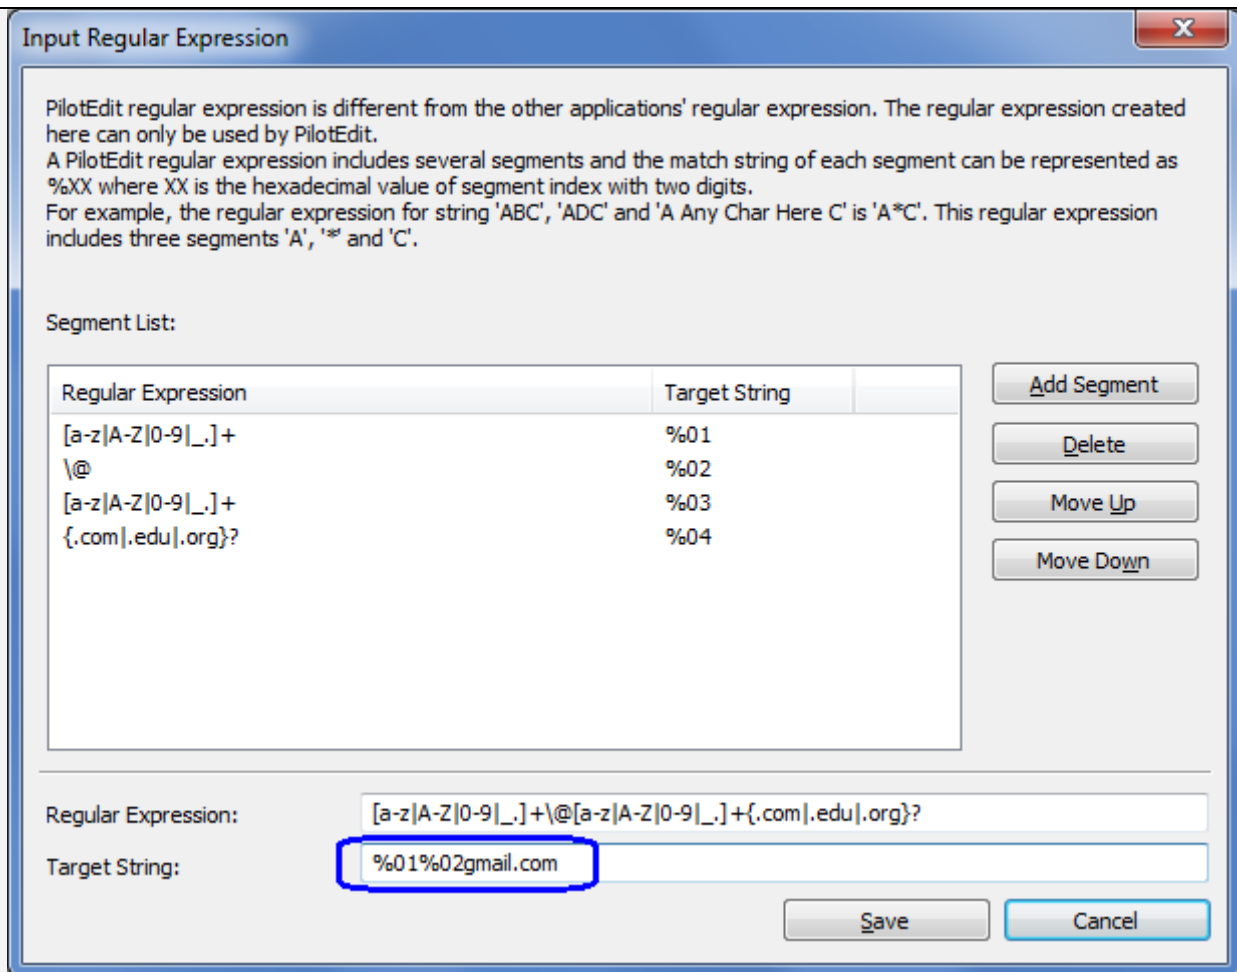 Input Regular Expression
PilotEdit regular expression is different from the other applications' regular expression. The regular expression created
here can only be used by PilotEdit.
A PilotEdit regular expression includes several segments and the match string of each segment can be represented as
%XX where XX is the hexadecimal value of segment index with two digits.
For example, the regular expression for string 'ABC', 'ADC' and 'A Any Char Here C' is 'A*C'. This regular expression
includes three segments 'A', '*' and 'C'.
Segment List:
Regular Expression Target String
[a-z|A-Z|0-9|_.]+ %01
\@ %02
[a-z|A-Z|0-9|_.]+ %03
{.com|.edu|.org}? %04
Add Segment
Delete
Move Up
Move Down
Regular Expression: [a-z|A-Z|0-9|_.]+\@[a-z|A-Z|0-9|_.]+{.com|.edu|.org}?
Target String: %01%02gmail.com
Save Cancel